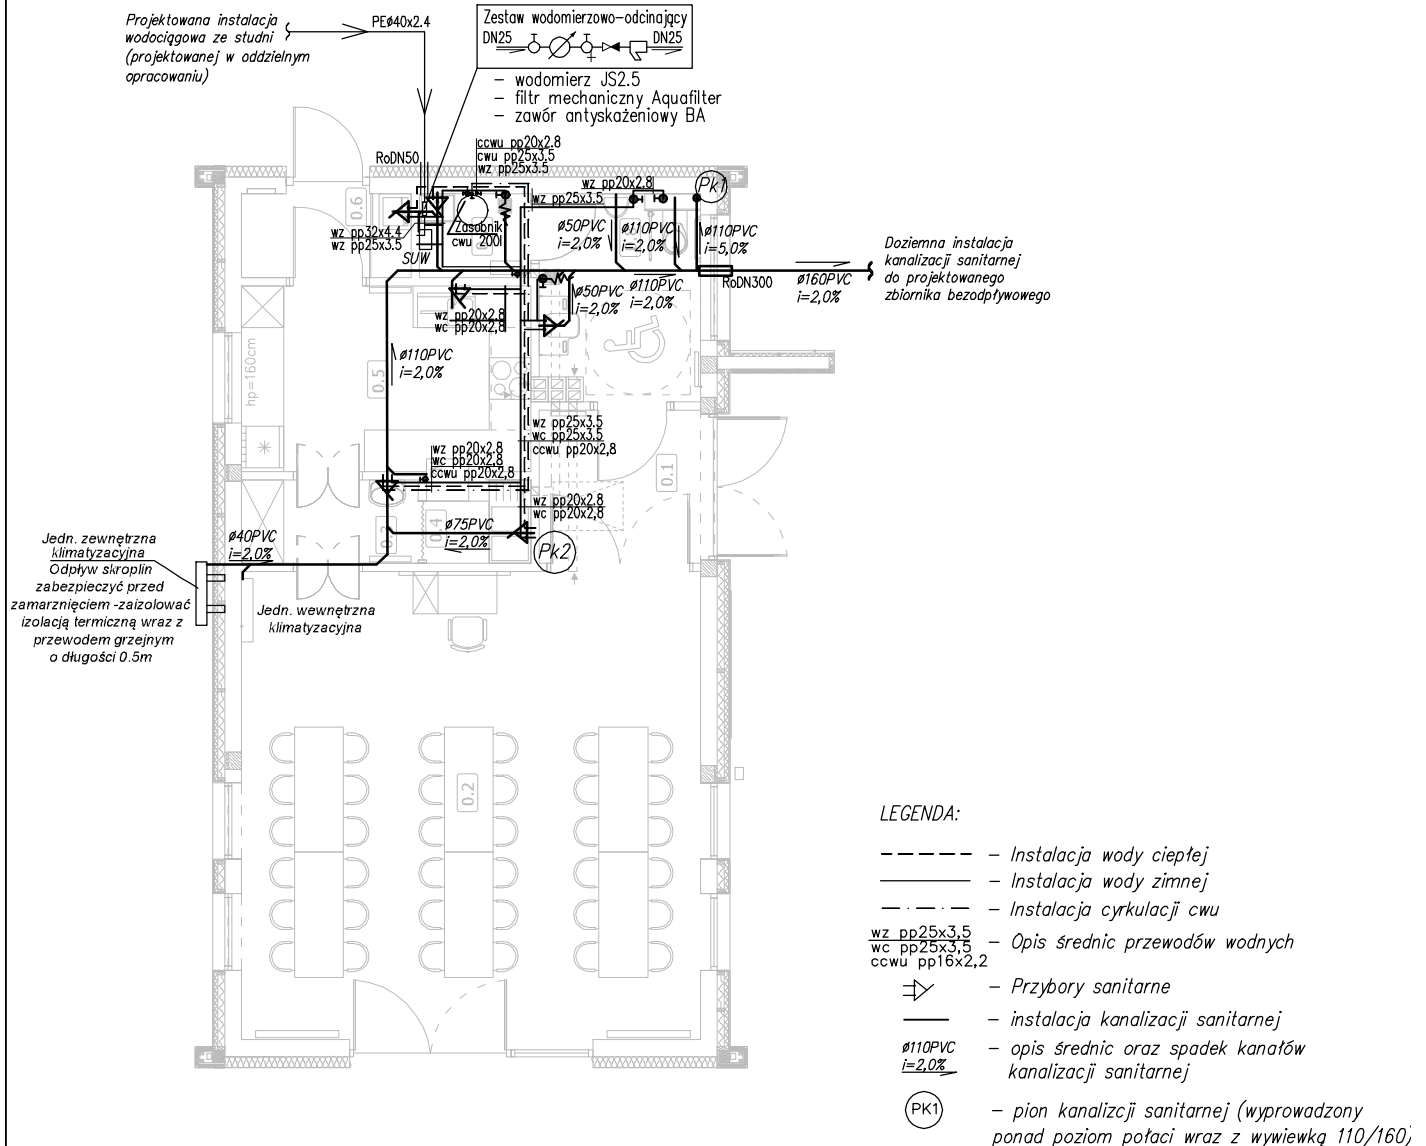 Projektowana instalacja
wodociągowa ze studni
(projektowanej w oddzielnym
opracowaniu)
PEø40x2.4
Zestaw wodomierzowo-odcinający
DN25
DN25
- wodomierz JS2.5
- filtr mechaniczny Aquafilter
- zawór antyskażeniowy BA
RoDN50
ccwu pp20x2.8
cwu pp25x3.5
wz pp25x3.5
wz pp20x2.8
wz pp25x3.5
Pk1
0.6
wz pp32x4.4
wz pp25x3.5
SUW
Zasobnik
cwu 200l
ø50PVC
i=2,0%
ø110PVC
i=2,0%
ø110PVC
i=5,0%
Doziemna instalacja
kanalizacji sanitarnej
do projektowanego
zbiornika bezodpływowego
RoDN300
ø160PVC
i=2,0%
ø50PVC
i=2,0%
ø110PVC
i=2,0%
wz pp20x2.8
wc pp20x2,8
ø110PVC
i=2,0%
hp=160cm
0.5
wz pp25x3.5
wc pp25x3.5
ccwu pp20x2,8
wz pp20x2.8
wc pp20x2.8
ccwu pp20x2,8
0.1
wz pp20x2.8
wc pp20x2,8
ø75PVC
i=2,0%
0.4
Pk2
ø40PVC
i=2,0%
Jedn. zewnętrzna
klimatyzacyjna
Odpływ skroplin
zabezpieczyć przed
zamarznięciem -zaizolować
izolacją termiczną wraz z
przewodem grzejnym
o długości 0.5m
Jedn. wewnętrzna
klimatyzacyjna
0.2
LEGENDA:
- Instalacja wody ciepłej
- Instalacja wody zimnej
- Instalacja cyrkulacji cwu
wz pp25x3,5
wc pp25x3,5
ccwu pp16x2,2
- Opis średnic przewodów wodnych
- Przybory sanitarne
- instalacja kanalizacji sanitarnej
ø110PVC
i=2,0%
- opis średnic oraz spadek kanałów
kanalizacji sanitarnej
PK1
- pion kanalizcji sanitarnej (wyprowadzony
ponad poziom połaci wraz z wywiewką 110/160)